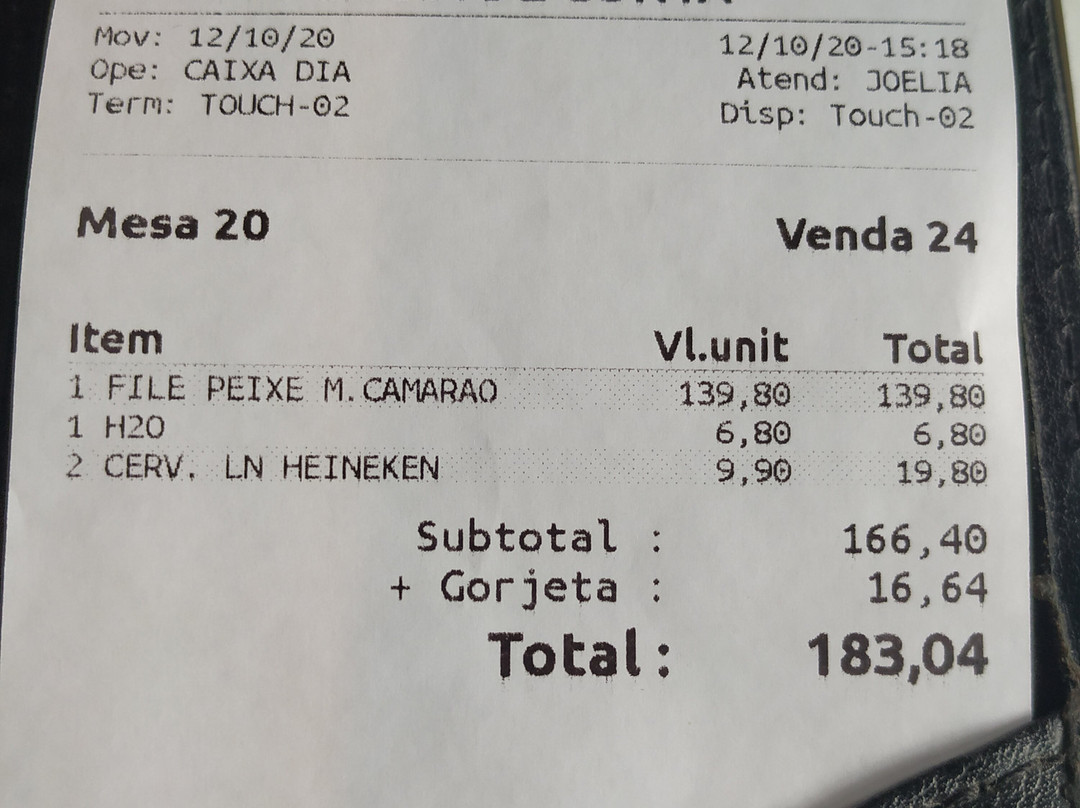 Mov: 12/10/20 12/10/20-15:18
Ope: CAIXA DIA Atend: JOELIA
Term: TOUCH-02 Disp: Touch-02
Mesa 20 Venda 24
Item Vl.unit Total
1 FILE PEIXE M.CAMARAO 139,80 139,80
1 H2O 6,80 6,80
2 CERV. LN HEINEKEN 9,90 19,80
Subtotal : 166,40
+ Gorjeta : 16,64
Total: 183,04